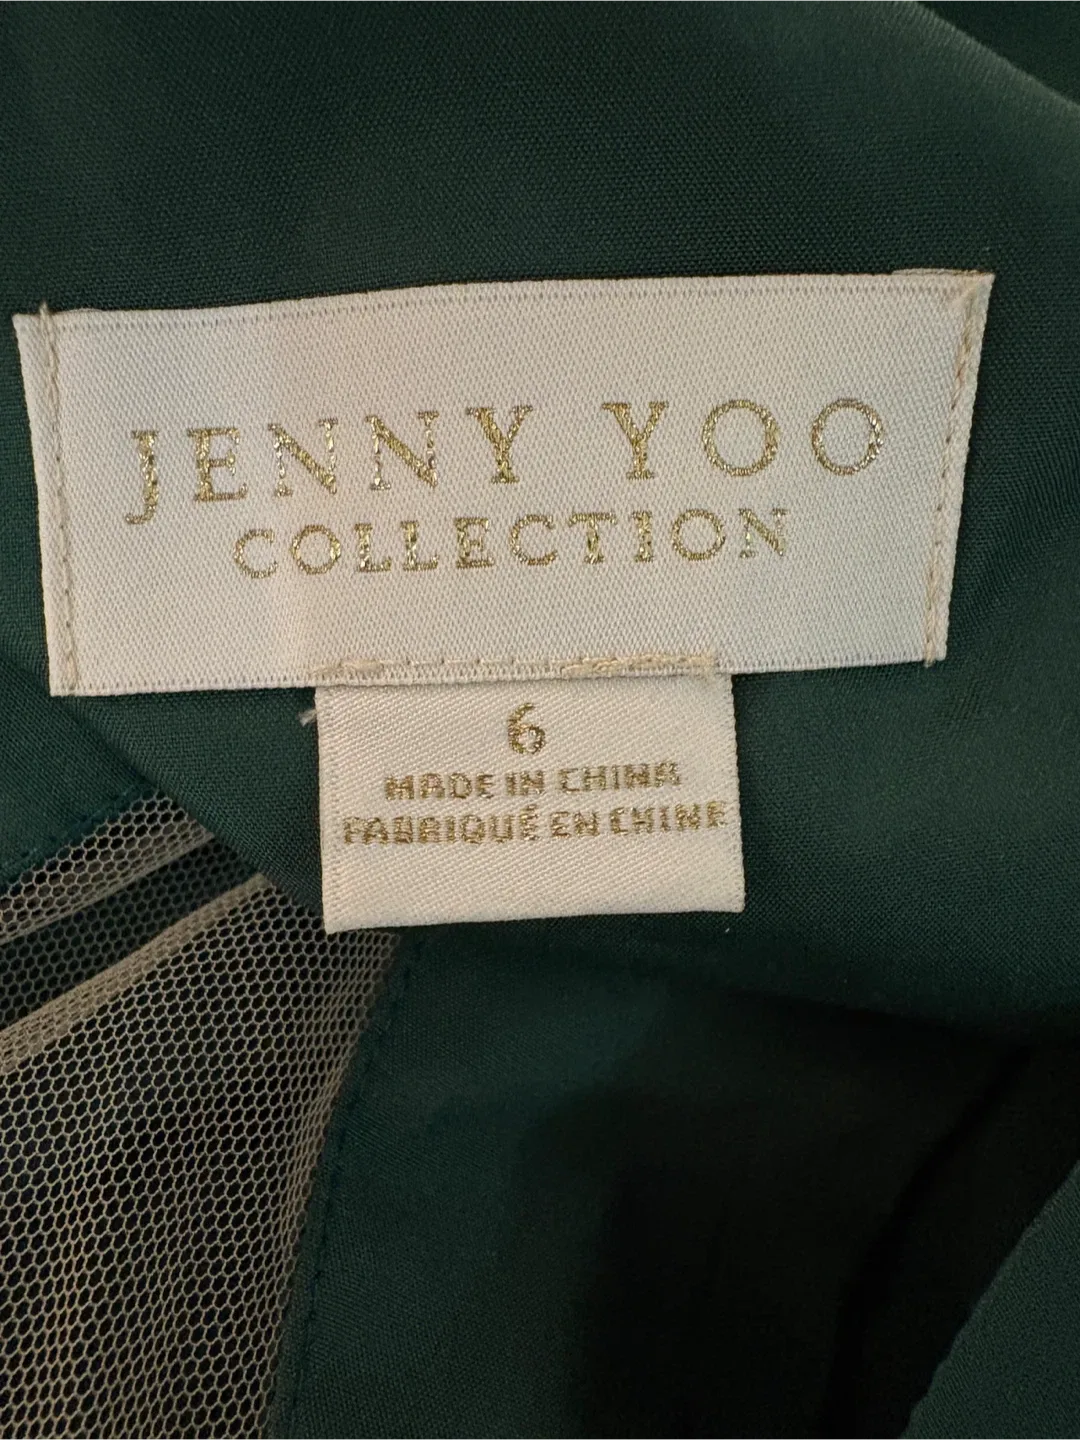 JENNY YOO
COLLECTION
6
MADE IN CHINA
FABRIQUÉ EN CHINE